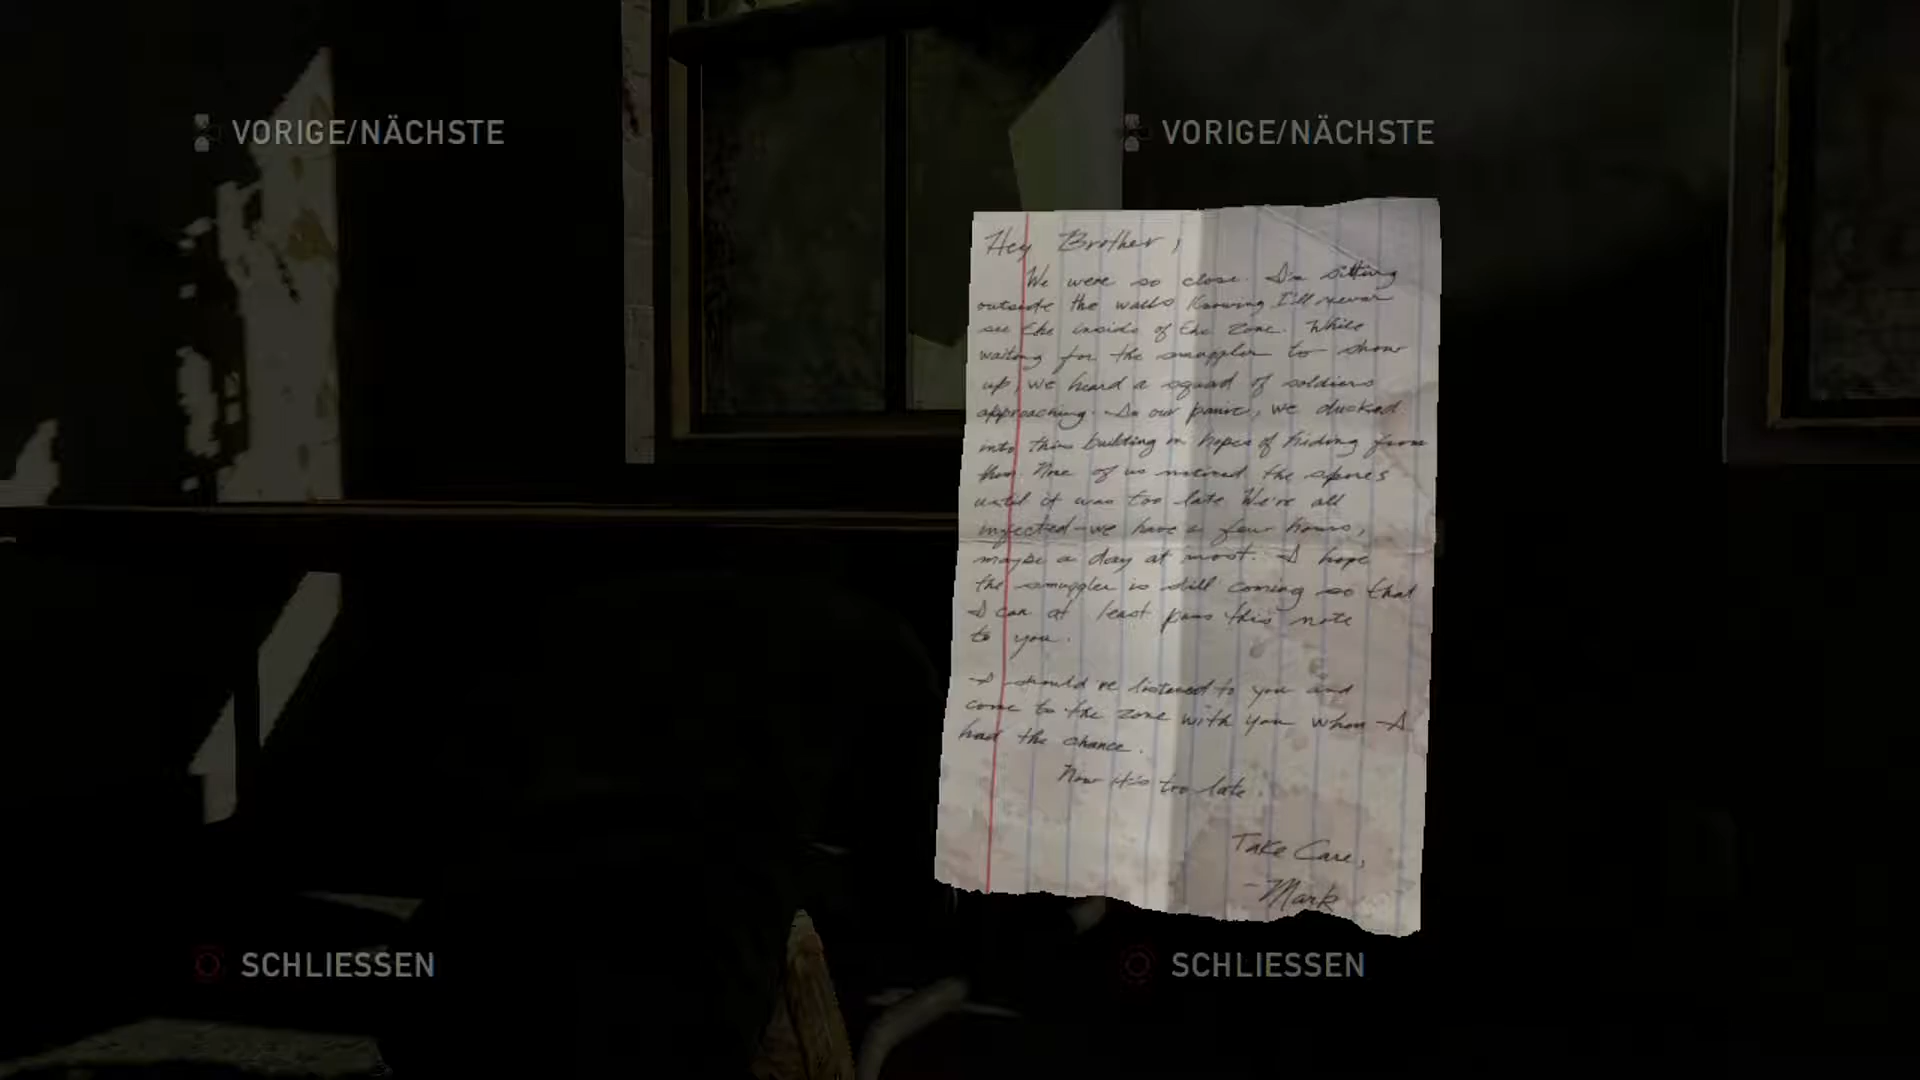 VORIGE/NÄCHSTE
VORIGE/NÄCHSTE
Hey Brother,
We were so close. I'm sitting
outside the walls knowing I'll never
see the inside of the zone. While
waiting for the smuggler to show
up, we heard a squad of soldiers
approaching. In our panic, we ducked
into this building in hopes of hiding from
them. None of us noticed the spores
until it was too late. We're all
infected - we have a few hours,
maybe a day at most. I hope
the smuggler is still coming so that
I can at least pass this note
to you.
I should've listened to you and
come to the zone with you when I
had the chance.
Now it's too late.
Take Care,
- Mark
SCHLIESSEN
SCHLIESSEN